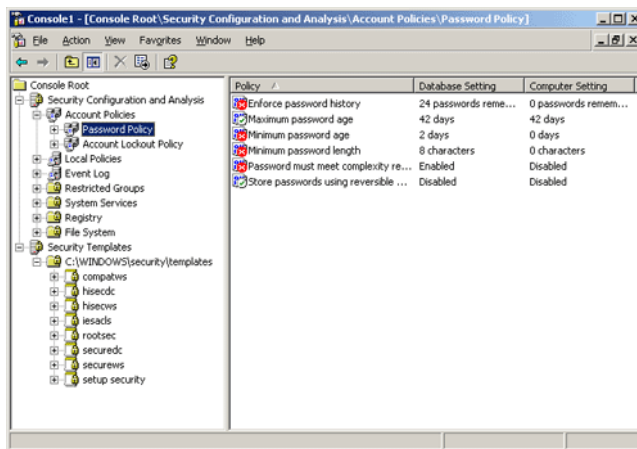 Console1 - [Console Root\Security Configuration and Analysis\Account Policies\Password Policy]
File Action View Favorites Window Help
Console Root
Security Configuration and Analysis
Account Policies
Password Policy
Account Lockout Policy
Local Policies
Event Log
Restricted Groups
System Services
Registry
File System
Security Templates
C:\WINDOWS\security\templates
compatws
hisecdc
hisecws
iesacls
rootsec
securedc
securews
setup security
Policy Database Setting Computer Setting
Enforce password history 24 passwords reme... 0 passwords remem...
Maximum password age 42 days 42 days
Minimum password age 2 days 0 days
Minimum password length 8 characters 0 characters
Password must meet complexity re... Enabled Disabled
Store passwords using reversible ... Disabled Disabled